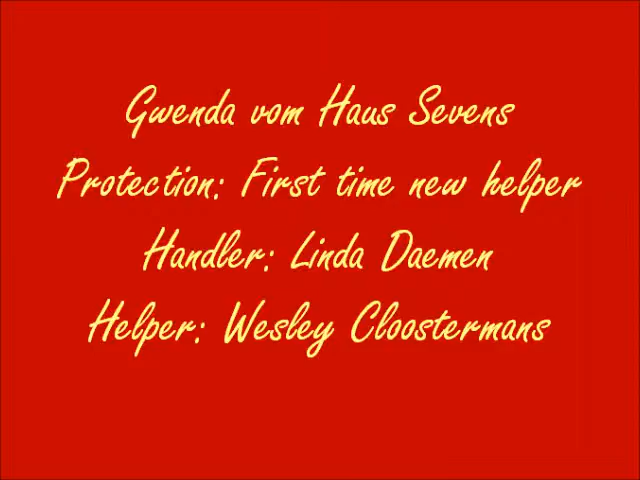 Gwenda vom Haus Sevens
Protection: First time new helper
Handler: Linda Daemen
Helper: Wesley Cloostermans